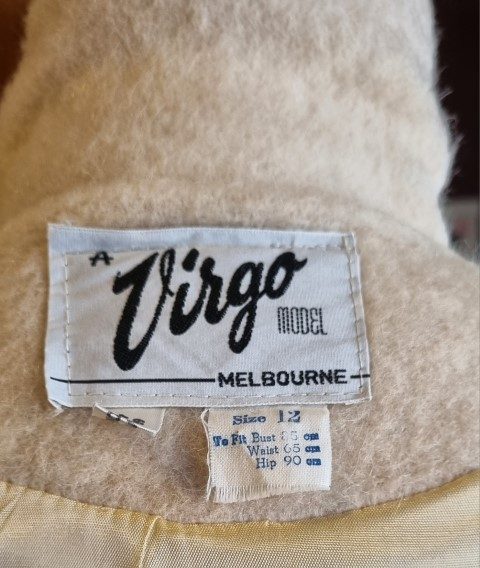 A
Virgo
MODEL
MELBOURNE
Size 12
To Fit Bust cm
Waist 65 cm
Hip 90 cm